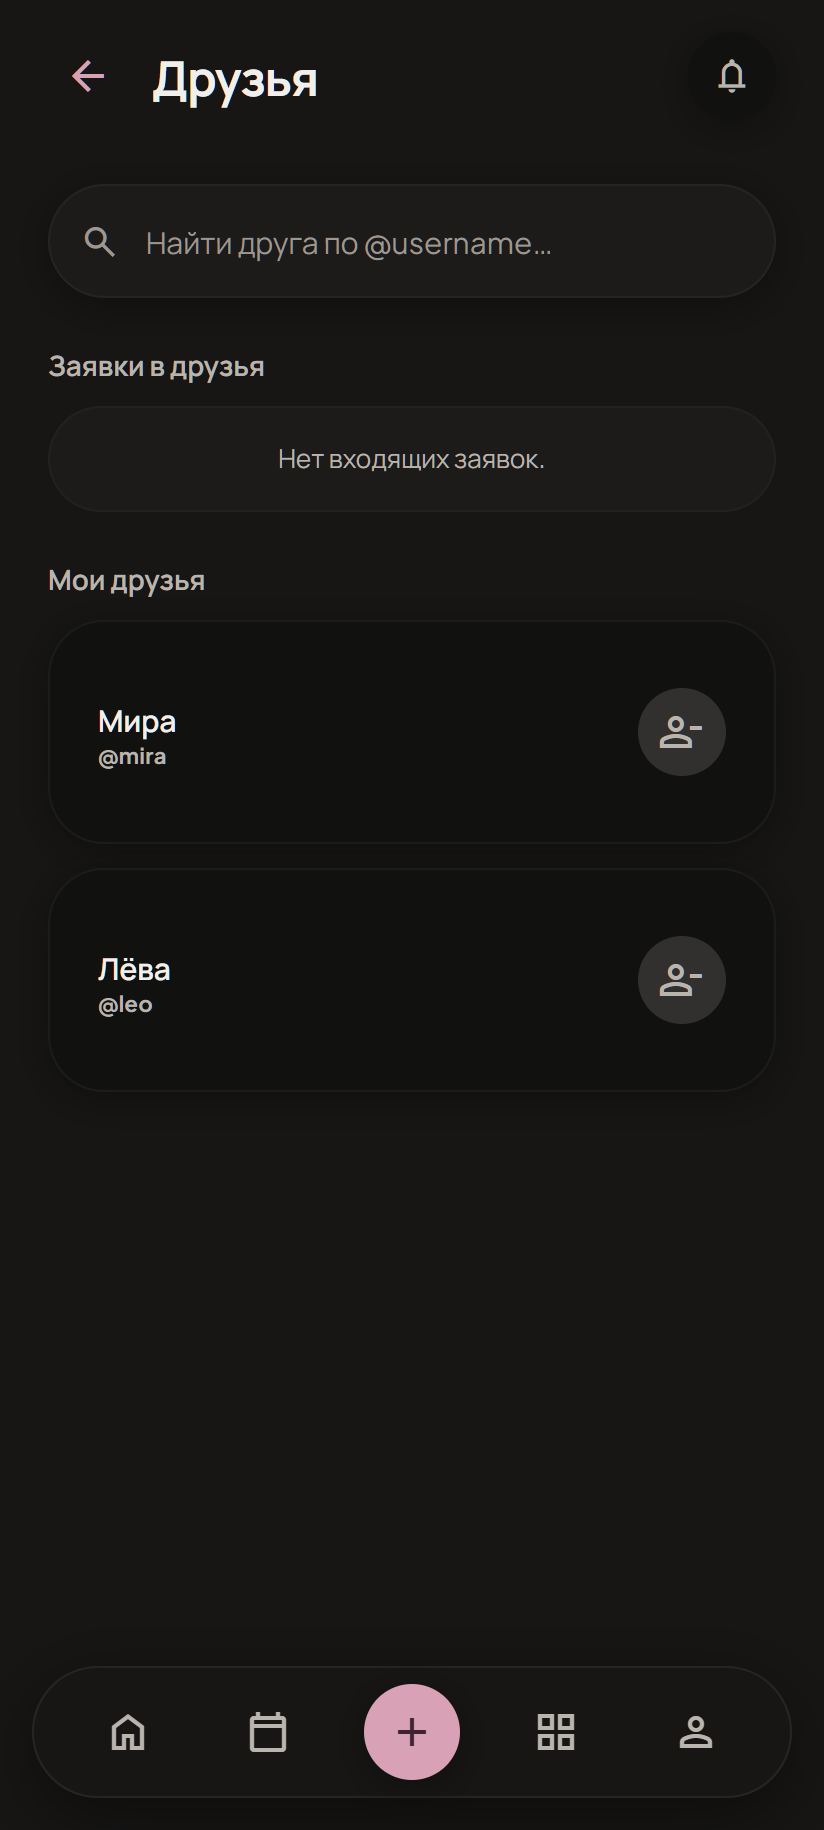 Друзья
Найти друга по @username...
Заявки в друзья
Нет входящих заявок.
Мои друзья
Мира
@mira
Лёва
@leo